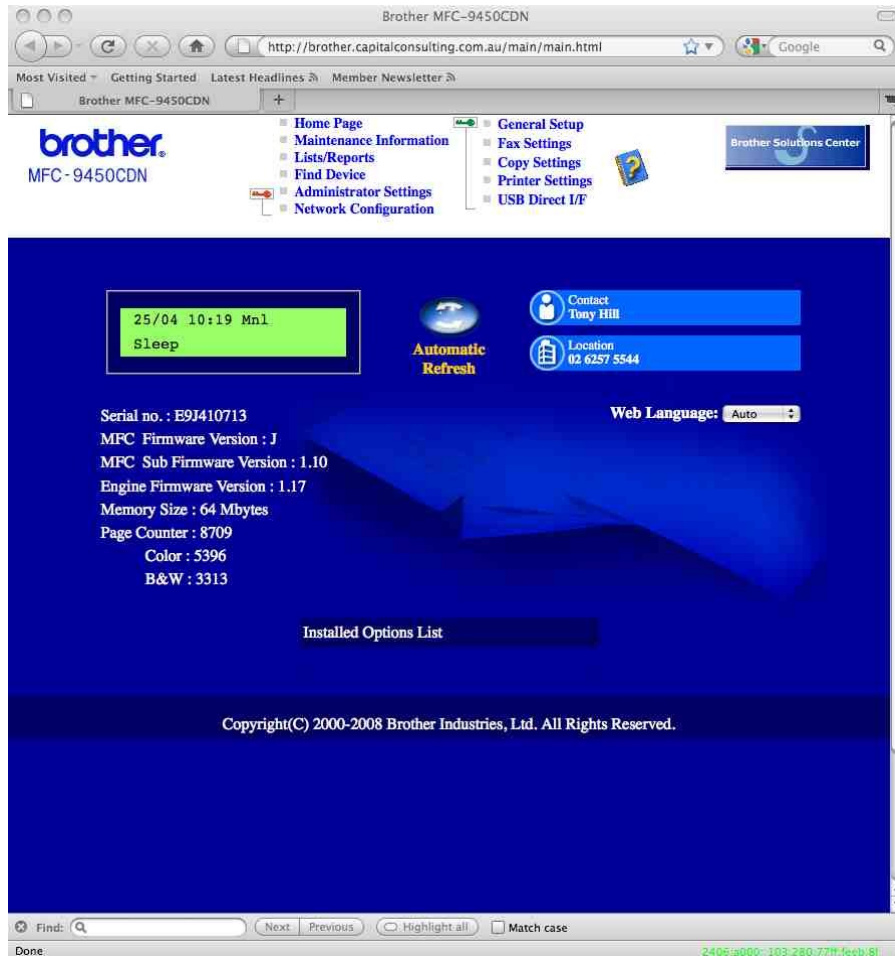 Brother MFC-9450CDN
http://brother.capitalconsulting.com.au/main/main.html
Google
Most Visited Getting Started Latest Headlines Member Newsletter
Brother MFC-9450CDN +
brother.
MFC-9450CDN
Home Page
Maintenance Information
Lists/Reports
Find Device
Administrator Settings
Network Configuration
General Setup
Fax Settings
Copy Settings
Printer Settings
USB Direct I/F
Brother Solutions Center
25/04 10:19 Mnl
Sleep
Automatic
Refresh
Contact
Tony Hill
Location
02 6257 5544
Web Language: Auto
Serial no. : E9J410713
MFC Firmware Version : J
MFC Sub Firmware Version : 1.10
Engine Firmware Version : 1.17
Memory Size : 64 Mbytes
Page Counter : 8709
Color : 5396
B&W : 3313
Installed Options List
Copyright(C) 2000-2008 Brother Industries, Ltd. All Rights Reserved.
Find: Next Previous Highlight all Match case
Done